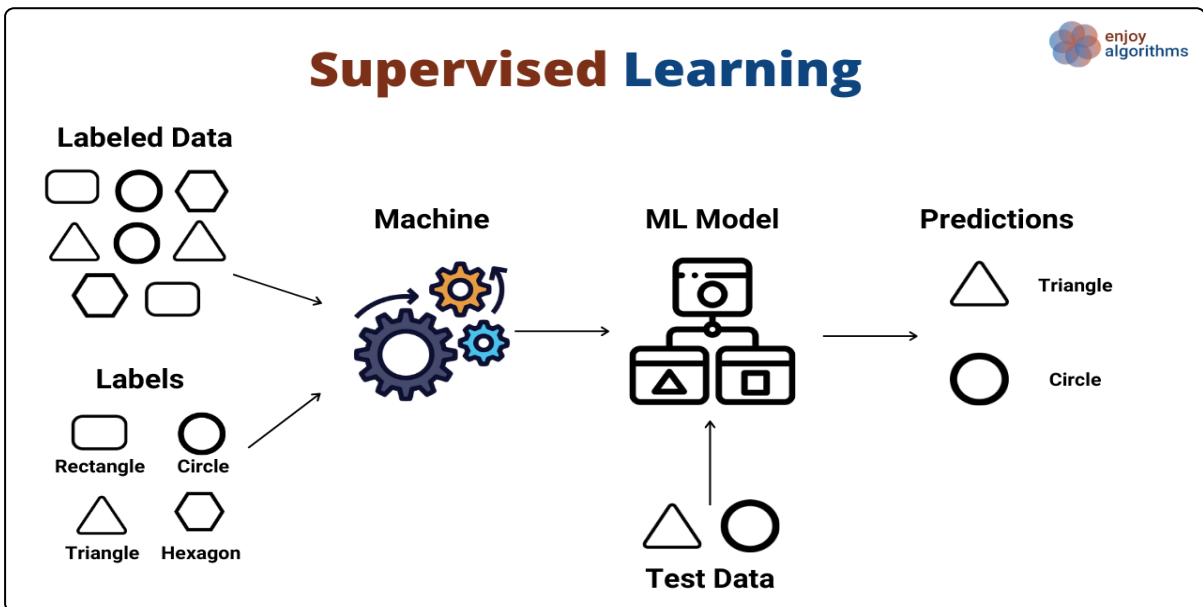 enjoy
algorithms
Supervised Learning
Labeled Data
Machine
ML Model
Predictions
Triangle
Circle
Labels
Rectangle Circle
Triangle Hexagon
Test Data